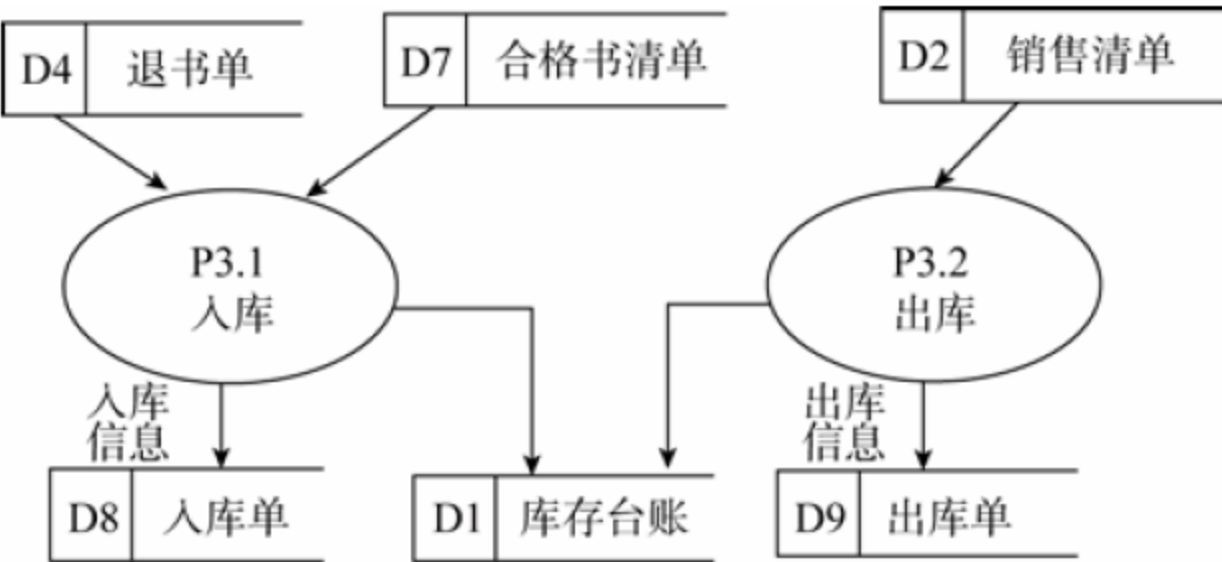 D4 退书单
D7 合格书清单
D2 销售清单
P3.1
入库
P3.2
出库
入库
信息
出库
信息
D8 入库单
D1 库存台账
D9 出库单